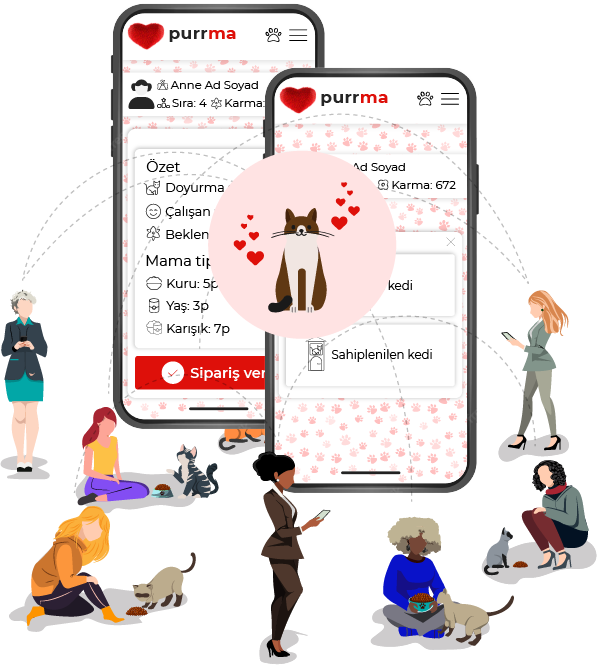 purrma
Anne Ad Soyad
Sıra: 4 Karma:
Özet
Doyurma
Çalışan
Beklen
Mama tip
Kuru: 5p
Yaş: 3p
Karışık: 7p
Sipariş ver
purrma
Ad Soyad
Karma: 672
kedi
Sahiplenilen kedi